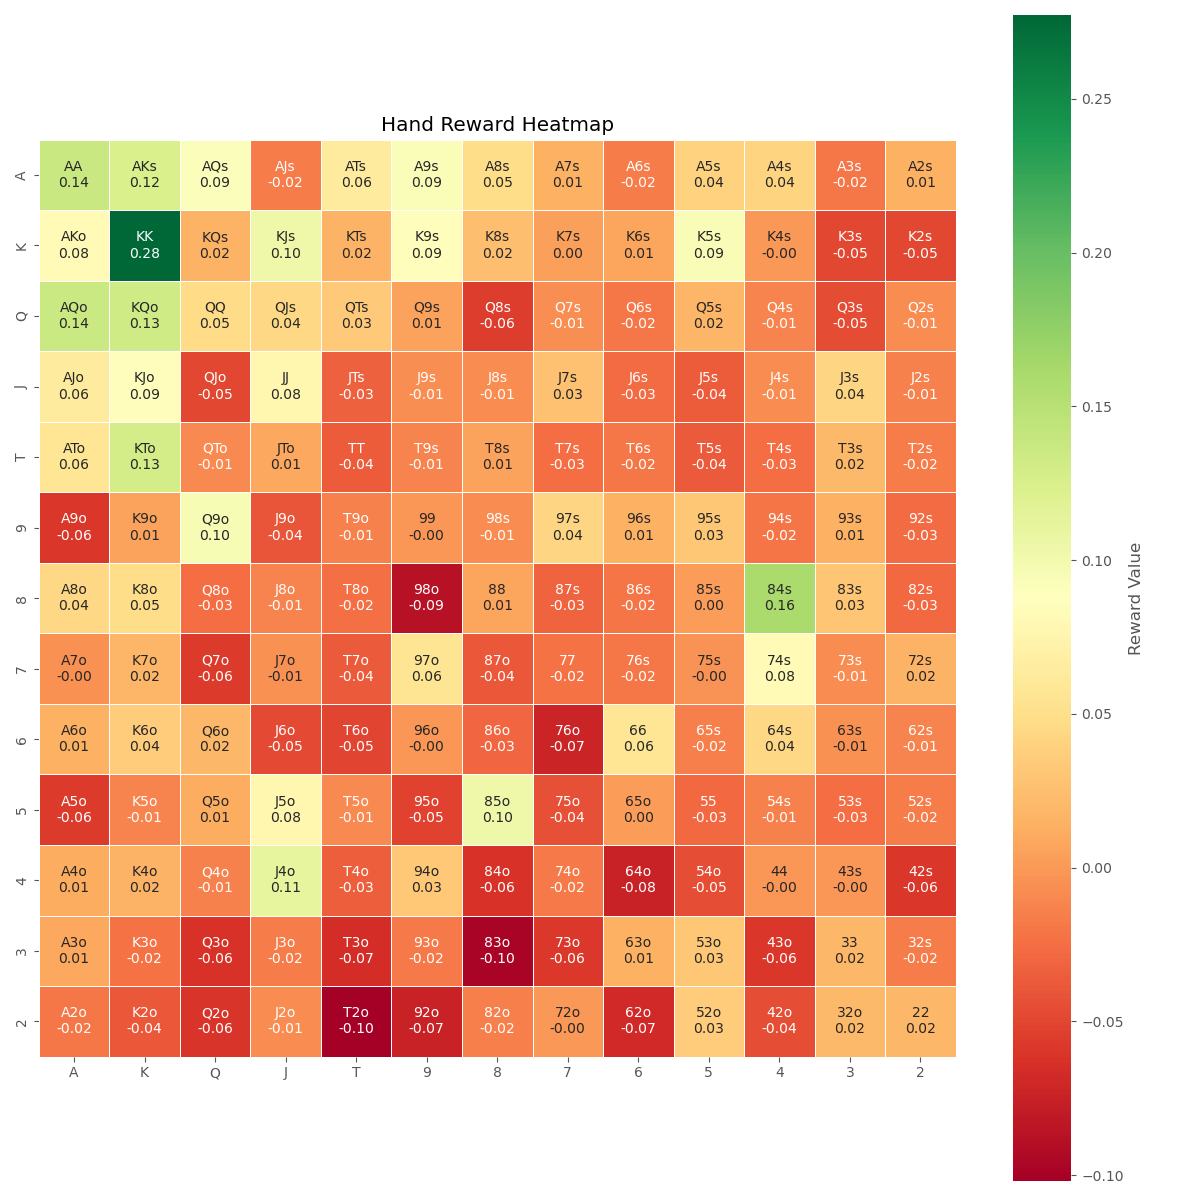 Hand Reward Heatmap
A
AA AKs AQs AJs ATs A9s A8s A7s A6s A5s A4s A3s A2s
0.14 0.12 0.09 -0.02 0.06 0.09 0.05 0.01 -0.02 0.04 0.04 -0.02 0.01
K
AKo KK KQs KJs KTs K9s K8s K7s K6s K5s K4s K3s K2s
0.08 0.28 0.02 0.10 0.02 0.09 0.02 0.00 0.01 0.09 -0.00 -0.05 -0.05
Q
AQo KQo QQ QJs QTs Q9s Q8s Q7s Q6s Q5s Q4s Q3s Q2s
0.14 0.13 0.05 0.04 0.03 0.01 -0.06 -0.01 -0.02 0.02 -0.01 -0.05 -0.01
J
AJo KJo QJo JJ JTs J9s J8s J7s J6s J5s J4s J3s J2s
0.06 0.09 -0.05 0.08 -0.03 -0.01 -0.01 0.03 -0.03 -0.04 -0.01 0.04 -0.01
T
ATo KTo QTo JTo TT T9s T8s T7s T6s T5s T4s T3s T2s
0.06 0.13 -0.01 0.01 -0.04 -0.01 0.01 -0.03 -0.02 -0.04 -0.03 0.02 -0.02
9
A9o K9o Q9o J9o T9o 99 98s 97s 96s 95s 94s 93s 92s
-0.06 0.01 0.10 -0.04 -0.01 -0.00 -0.01 0.04 0.01 0.03 -0.02 0.01 -0.03
8
A8o K8o Q8o J8o T8o 98o 88 87s 86s 85s 84s 83s 82s
0.04 0.05 -0.03 -0.01 -0.02 -0.09 0.01 -0.03 -0.02 0.00 0.16 0.03 -0.03
7
A7o K7o Q7o J7o T7o 97o 87o 77 76s 75s 74s 73s 72s
-0.00 0.02 -0.06 -0.01 -0.04 0.06 -0.04 -0.02 -0.02 -0.00 0.08 -0.01 0.02
6
A6o K6o Q6o J6o T6o 96o 86o 76o 66 65s 64s 63s 62s
0.01 0.04 0.02 -0.05 -0.05 -0.00 -0.03 -0.07 0.06 -0.02 0.04 -0.01 -0.01
5
A5o K5o Q5o J5o T5o 95o 85o 75o 65o 55 54s 53s 52s
-0.06 -0.01 0.01 0.08 -0.01 -0.05 0.10 -0.04 0.00 -0.03 -0.01 -0.03 -0.02
4
A4o K4o Q4o J4o T4o 94o 84o 74o 64o 54o 44 43s 42s
0.01 0.02 -0.01 0.11 -0.03 0.03 -0.06 -0.02 -0.08 -0.05 -0.00 -0.00 -0.06
3
A3o K3o Q3o J3o T3o 93o 83o 73o 63o 53o 43o 33 32s
0.01 -0.02 -0.06 -0.02 -0.07 -0.02 -0.10 -0.06 0.01 0.03 -0.06 0.02 -0.02
2
A2o K2o Q2o J2o T2o 92o 82o 72o 62o 52o 42o 32o 22
-0.02 -0.04 -0.06 -0.01 -0.10 -0.07 -0.02 -0.00 -0.07 0.03 -0.04 0.02 0.02
A K Q J T 9 8 7 6 5 4 3 2
0.25
0.20
0.15
0.10
0.05
0.00
−0.05
−0.10
Reward Value